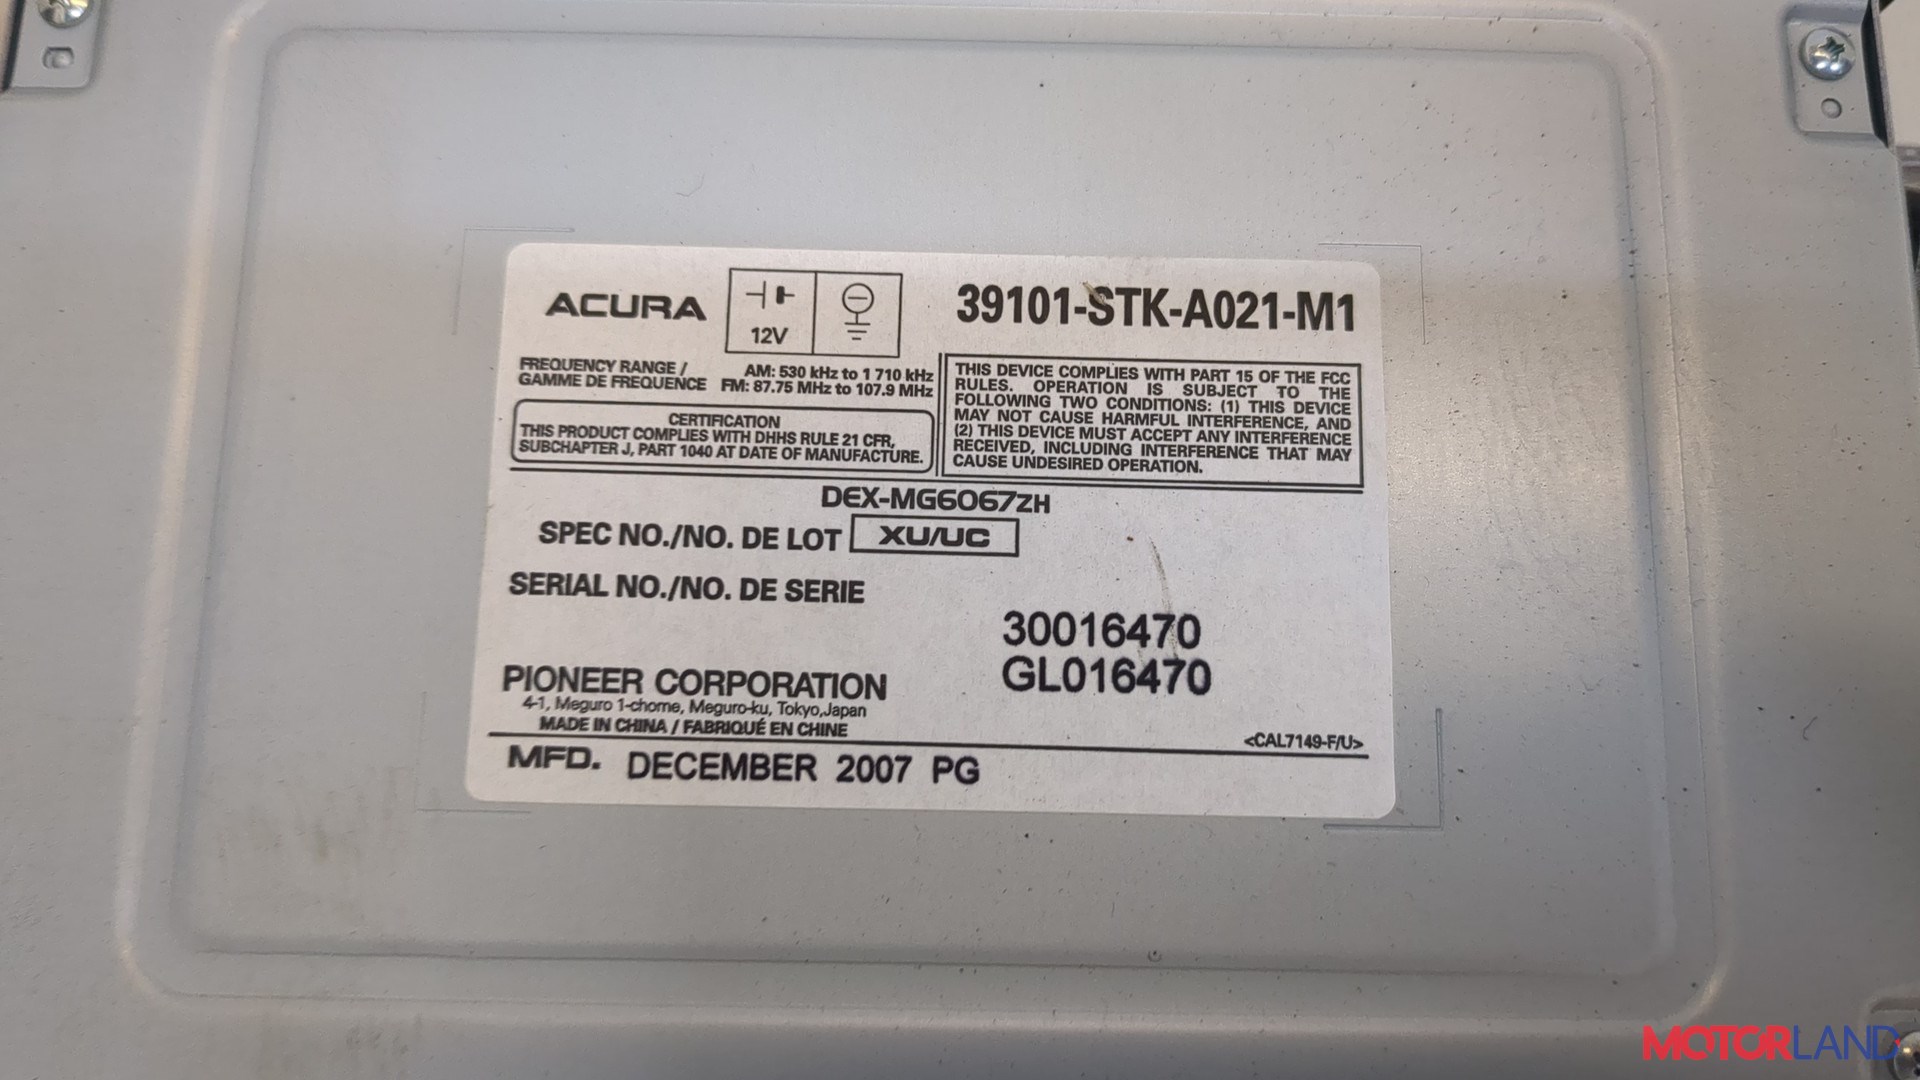 ACURA
12V
39101-STK-A021-M1
FREQUENCY RANGE /
GAMME DE FREQUENCE
AM: 530 kHz to 1 710 kHz
FM: 87.75 MHz to 107.9 MHz
CERTIFICATION
THIS PRODUCT COMPLIES WITH DHHS RULE 21 CFR,
SUBCHAPTER J, PART 1040 AT DATE OF MANUFACTURE.
THIS DEVICE COMPLIES WITH PART 15 OF THE FCC
RULES. OPERATION IS SUBJECT TO THE
FOLLOWING TWO CONDITIONS: (1) THIS DEVICE
MAY NOT CAUSE HARMFUL INTERFERENCE, AND
(2) THIS DEVICE MUST ACCEPT ANY INTERFERENCE
RECEIVED, INCLUDING INTERFERENCE THAT MAY
CAUSE UNDESIRED OPERATION.
DEX-MG6067ZH
SPEC NO./NO. DE LOT XU/UC
SERIAL NO./NO. DE SERIE
30016470
GL016470
PIONEER CORPORATION
4-1, Meguro 1-chome, Meguro-ku, Tokyo,Japan
MADE IN CHINA / FABRIQUÉ EN CHINE
<CAL7149-F/U>
MFD. DECEMBER 2007 PG
MOTORLAND